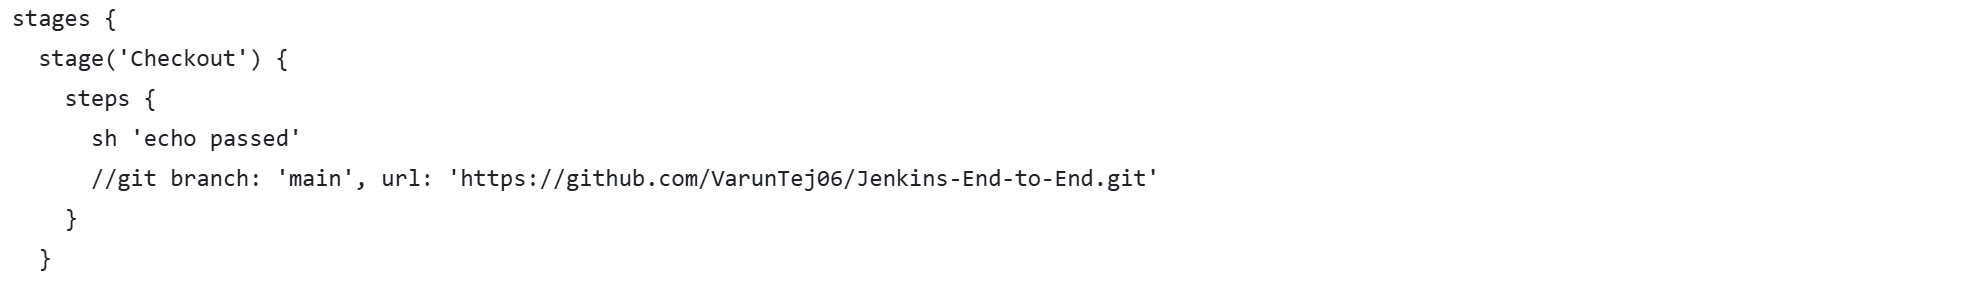 stages {
  stage('Checkout') {
    steps {
      sh 'echo passed'
      //git branch: 'main', url: 'https://github.com/VarunTej06/Jenkins-End-to-End.git'
    }
  }